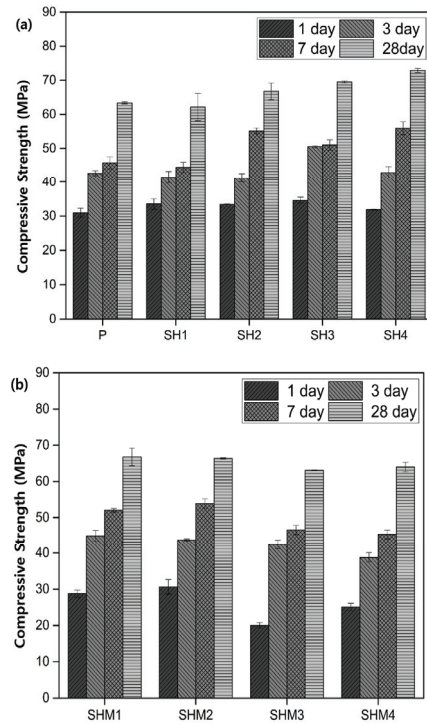 (a)
1 day 3 day
7 day 28day
Compressive Strength (MPa)
90
80
70
60
50
40
30
20
10
0
P SH1 SH2 SH3 SH4
(b)
1 day 3 day
7 day 28 day
Compressive Strength (MPa)
90
80
70
60
50
40
30
20
10
0
SHM1 SHM2 SHM3 SHM4